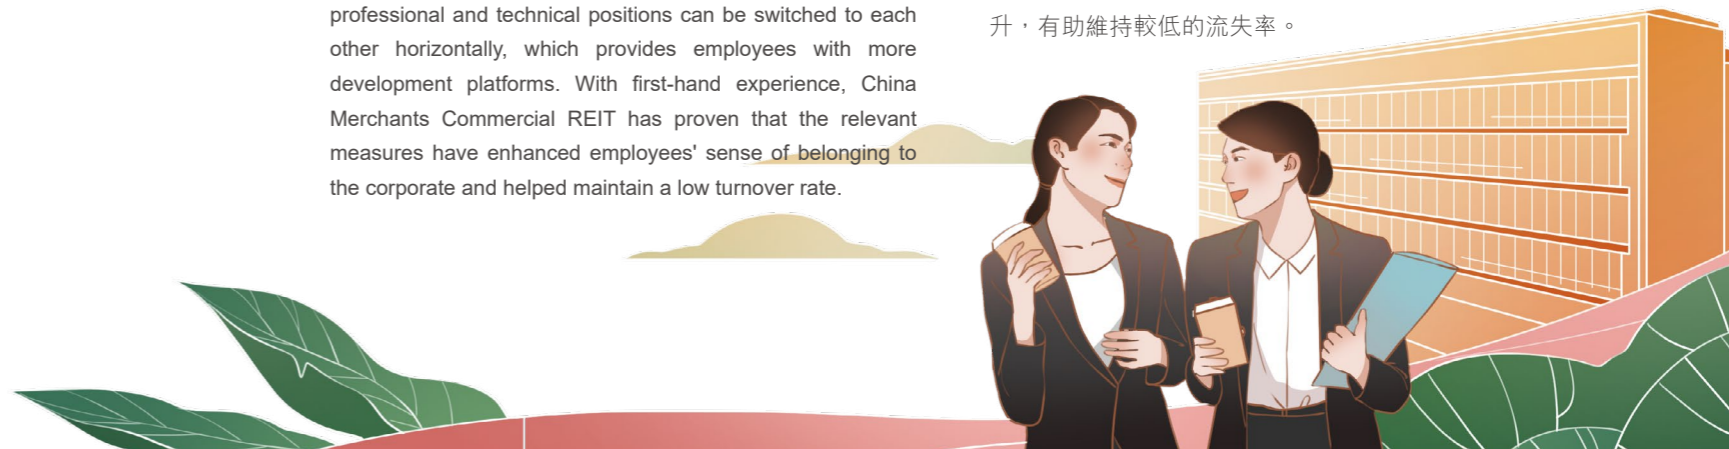 professional and technical positions can be switched to each
other horizontally, which provides employees with more
development platforms. With first-hand experience, China
Merchants Commercial REIT has proven that the relevant
measures have enhanced employees' sense of belonging to
the corporate and helped maintain a low turnover rate.
升，有助維持較低的流失率。